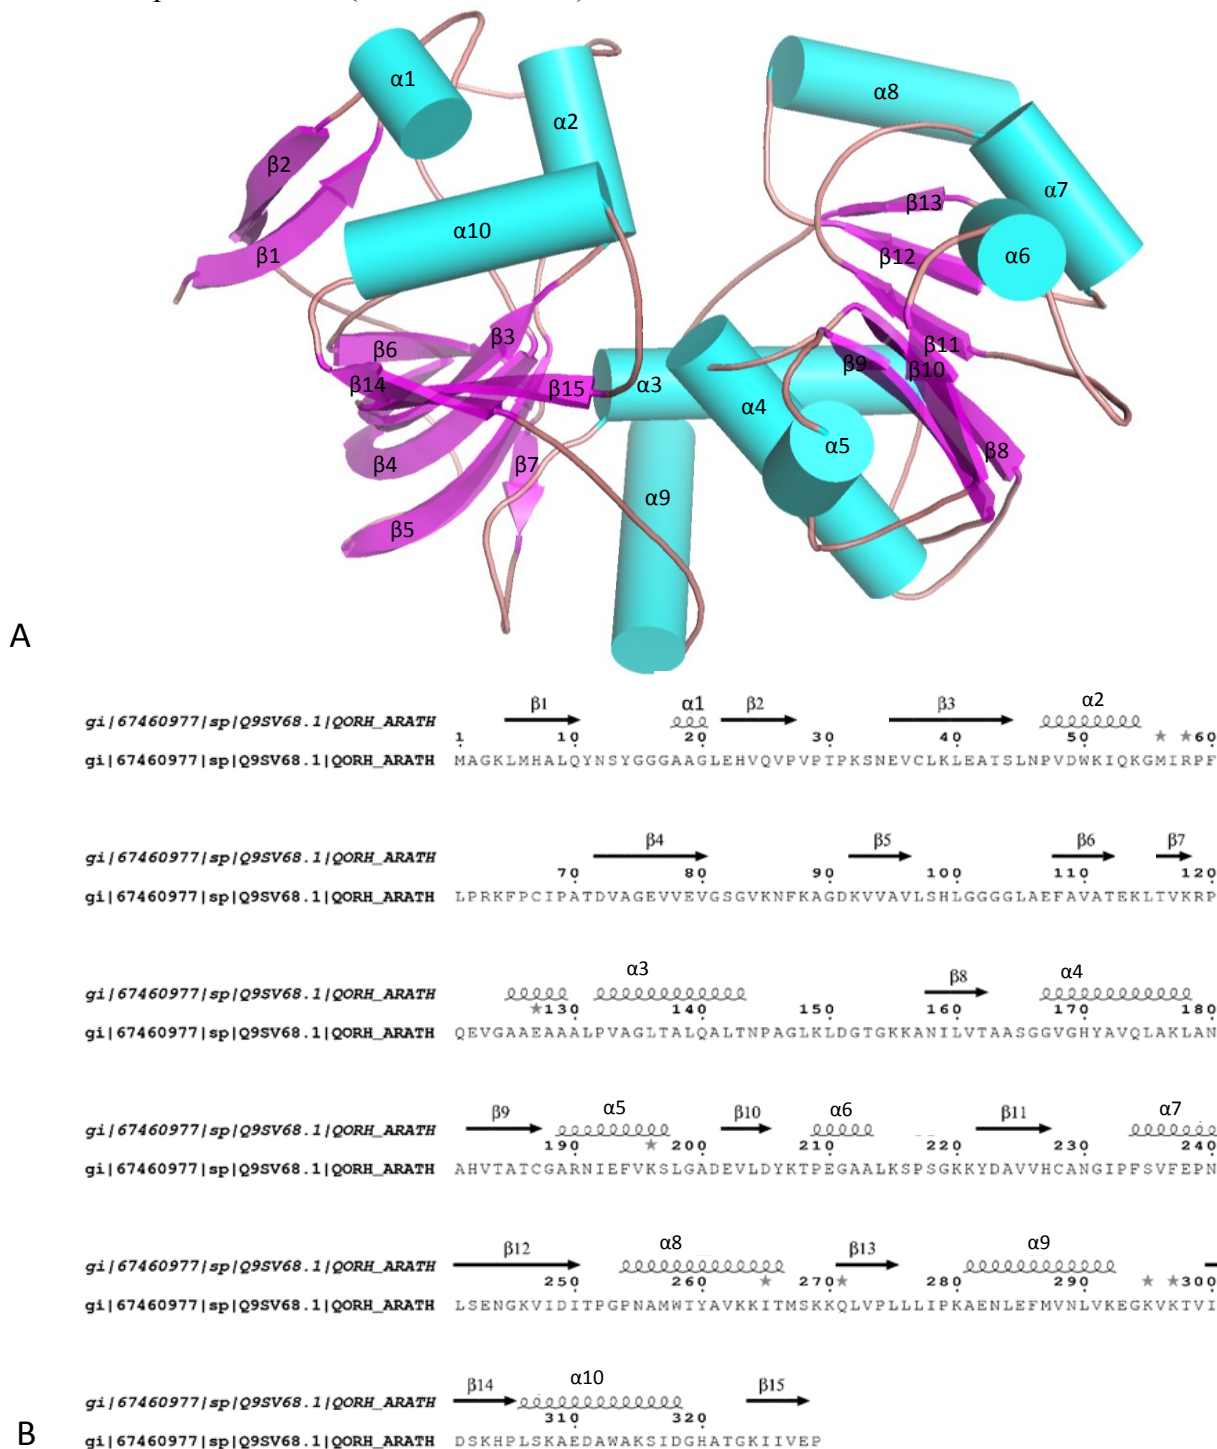 α1
α2
α8
β2
α7
β13
α10
β1
β12
α6
β3
β6
β11
β9
β10
β14
β15
α3
α4
α5
β8
β4
β7
α9
β5
A
β1 α1 β2 β3 α2
gi|67460977|sp|Q9SV68.1|QORH_ARATH
1 10 20 30 40 50 ★ ★ 60
gi|67460977|sp|Q9SV68.1|QORH_ARATH MAGKLMHALQYNSYGGGAAGLEHVQVPVPTPKSNEVCLKLEATSLNPVDWKIQKGMIRPF
β4 β5 β6 β7
gi|67460977|sp|Q9SV68.1|QORH_ARATH
70 80 90 100 110 120
gi|67460977|sp|Q9SV68.1|QORH_ARATH LPRKFPCIPATDVAGEVVEVGSGVKNFKAGDKVVAVLSHLGGGGLAEFAVATEKLTVKRP
α3 β8 α4
gi|67460977|sp|Q9SV68.1|QORH_ARATH
★ 130 140 150 160 170 180
gi|67460977|sp|Q9SV68.1|QORH_ARATH QEVGAAEAAALPVAGLTALQALTNPAGLKLDGTGKKANILVTAASGGVGHYAVQLAKLAN
β9 α5 β10 α6 β11 α7
gi|67460977|sp|Q9SV68.1|QORH_ARATH
190 ★ 200 210 220 230 240
gi|67460977|sp|Q9SV68.1|QORH_ARATH AHVTATCGARNIEFVKSLGADEVLDYKTPEGAALKSPSGKKYDAVVHCANGIPFSVFEPN
β12 α8 β13 α9
gi|67460977|sp|Q9SV68.1|QORH_ARATH
250 260 ★ 270 ★ 280 290 ★ ★ 300
gi|67460977|sp|Q9SV68.1|QORH_ARATH LSENGKVIDITPGPNAMWTYAVKKITMSKKQLVPLLLIPKAENLEFMVNLVKEGKVKTVI
β14 α10 β15
gi|67460977|sp|Q9SV68.1|QORH_ARATH
310 320
gi|67460977|sp|Q9SV68.1|QORH_ARATH DSKHPLSKAEDAWAKSIDGHATGKIIVEP
B